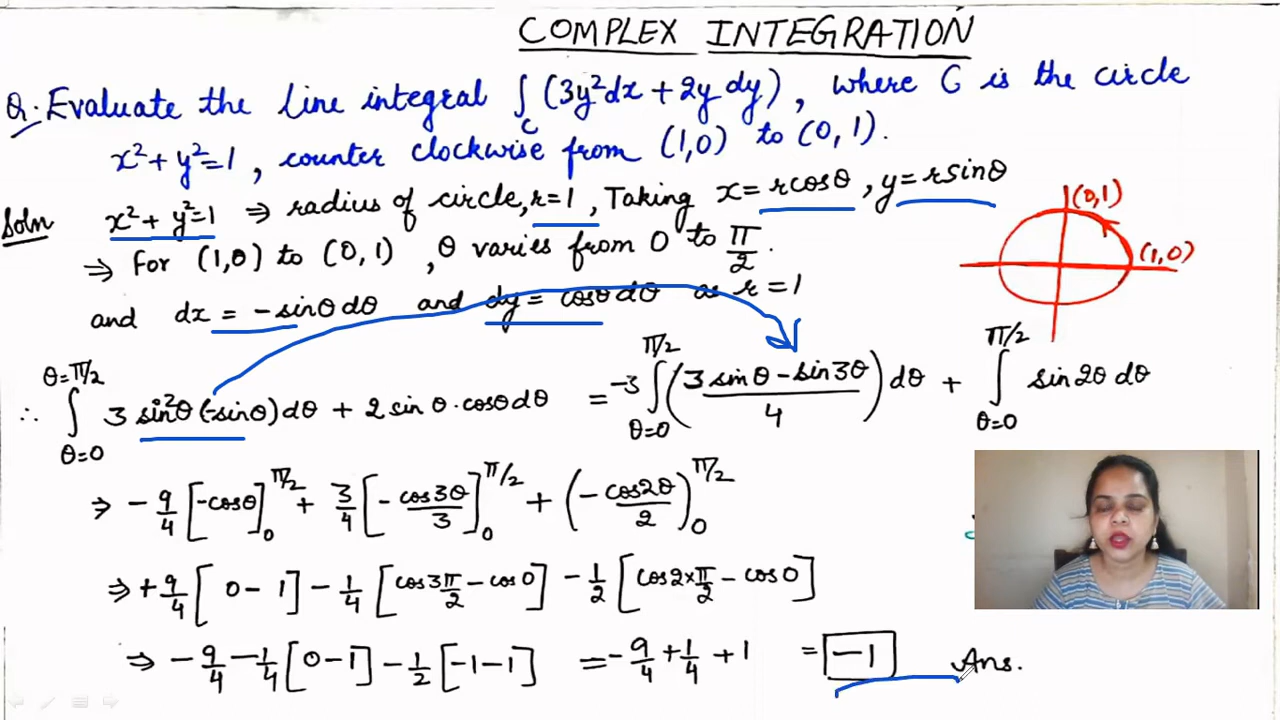 COMPLEX INTEGRATION
Q. Evaluate the line integral ∫_C (3y²dx + 2y dy), where C is the circle
x² + y² = 1, counter clockwise from (1,0) to (0,1).
Soln x² + y² = 1 ⇒ radius of circle, r=1, Taking x = rcosθ, y = rsinθ
⇒ For (1,0) to (0,1), θ varies from 0 to π/2.
and dx = -sinθ dθ and dy = cosθ dθ as r = 1
(0,1)
(1,0)
∴ ∫_{θ=0}^{θ=π/2} 3 sin²θ (-sinθ) dθ + 2 sinθ·cosθ dθ = -3 ∫_{θ=0}^{π/2} ((3 sinθ - sin3θ)/4) dθ + ∫_{θ=0}^{π/2} sin2θ dθ
⇒ -9/4 [-cosθ]_0^{π/2} + 3/4 [-cos3θ/3]_0^{π/2} + (-cos2θ/2)_0^{π/2}
⇒ +9/4 [0-1] - 1/4 [cos3π/2 - cos0] - 1/2 [cos2×π/2 - cos0]
⇒ -9/4 - 1/4 [0-1] - 1/2 [-1-1] = -9/4 + 1/4 + 1 = -1 Ans.